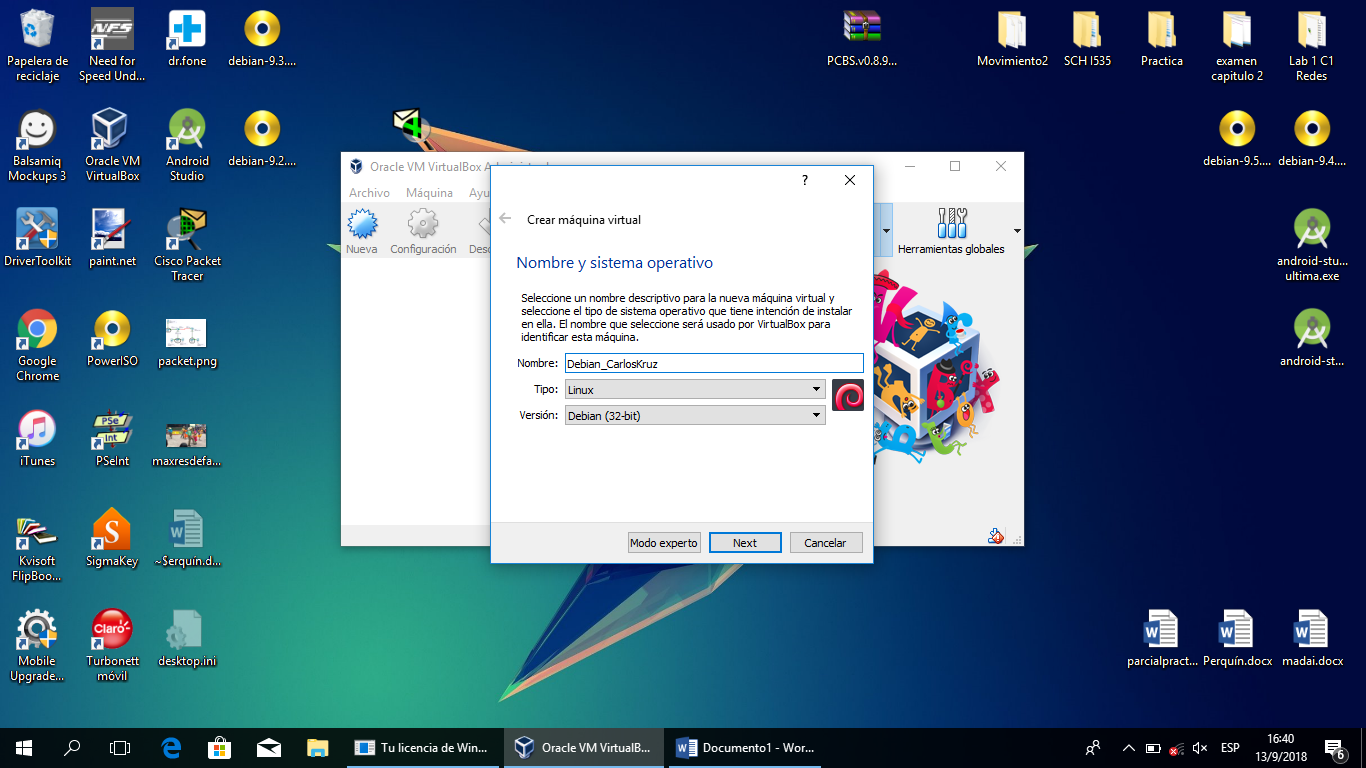 Papelera de reciclaje
Need for Speed Und...
dr.fone
debian-9.3....
PCBS.v0.8.9...
Movimiento2
SCH I535
Practica
examen capitulo 2
Lab 1 C1 Redes
Balsamiq Mockups 3
Oracle VM VirtualBox
Android Studio
debian-9.2....
debian-9.5....
debian-9.4....
DriverToolkit
paint.net
Cisco Packet Tracer
android-stu... ultima.exe
Google Chrome
PowerISO
packet.png
android-st...
iTunes
PSeInt
maxresdefa...
Kvisoft FlipBoo...
SigmaKey
~$erquin.d...
Mobile Upgrade...
Turbonett móvil
desktop.ini
parcialpract...
Perquín.docx
madai.docx
NFS
PSe
Int
Claro
Oracle VM VirtualBox
Archivo
Máquina
Ayu
Nueva
Configuración
Desc
Herramientas globales
?
Crear máquina virtual
Nombre y sistema operativo
Seleccione un nombre descriptivo para la nueva máquina virtual y
seleccione el tipo de sistema operativo que tiene intención de instalar
en ella. El nombre que seleccione será usado por VirtualBox para
identificar esta máquina.
Nombre: Debian_CarlosKruz
Tipo: Linux
Versión: Debian (32-bit)
Modo experto
Next
Cancelar
Tu licencia de Win...
Oracle VM VirtualB...
Documento1 - Wor...
ESP
16:40
13/9/2018
6